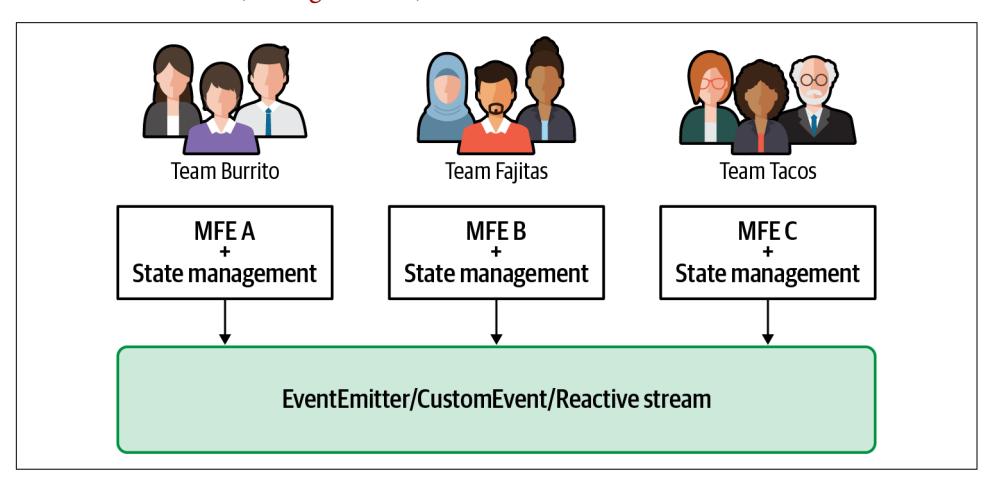 Team Burrito
Team Fajitas
Team Tacos
MFE A
+
State management
MFE B
+
State management
MFE C
+
State management
EventEmitter/CustomEvent/Reactive stream